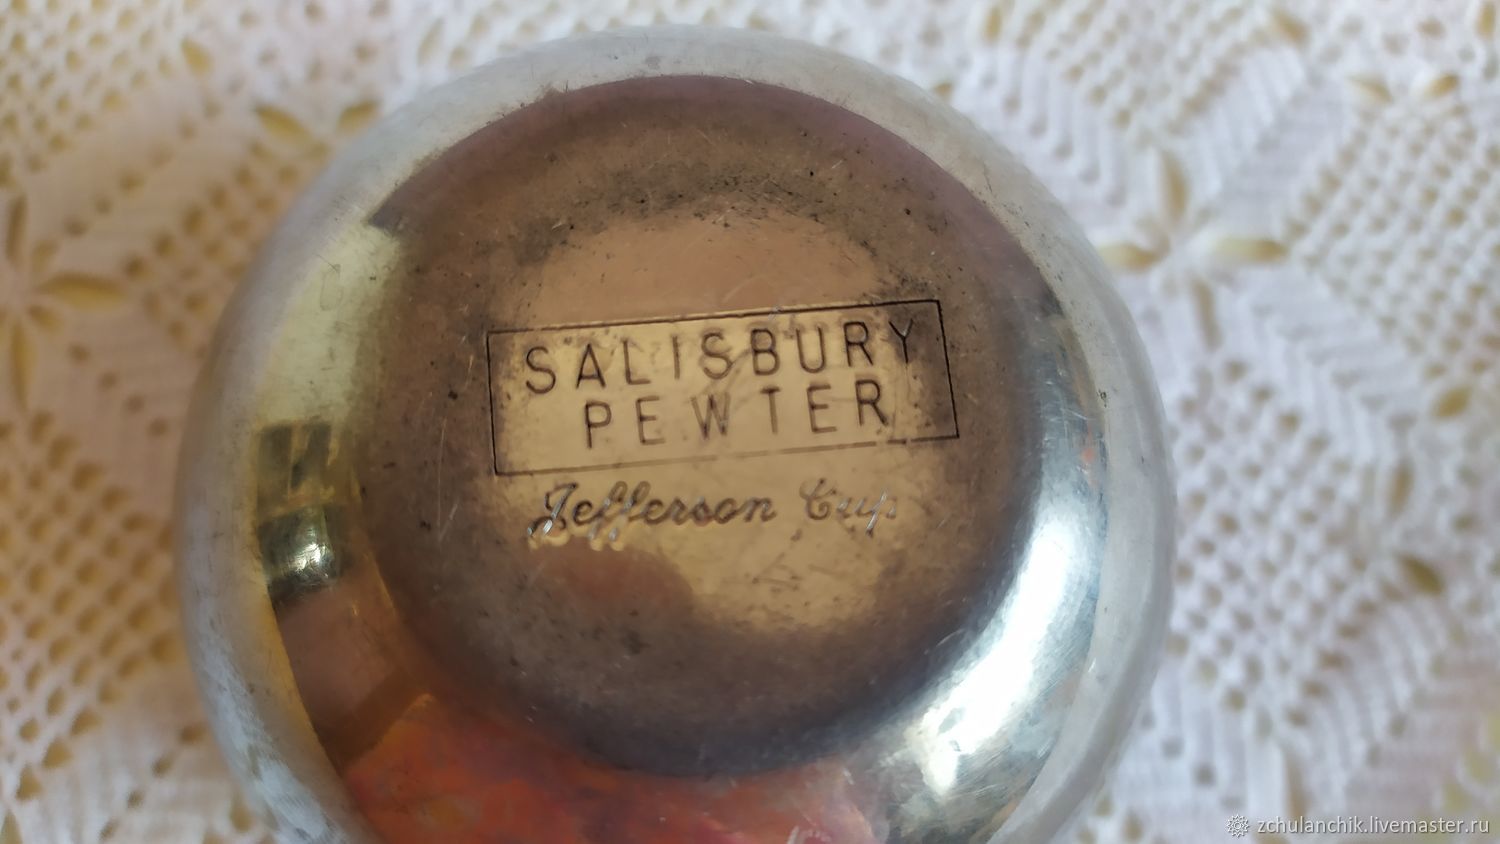 SALISBURY
PEWTER
Jefferson Cup
zchulanchik.livemaster.ru